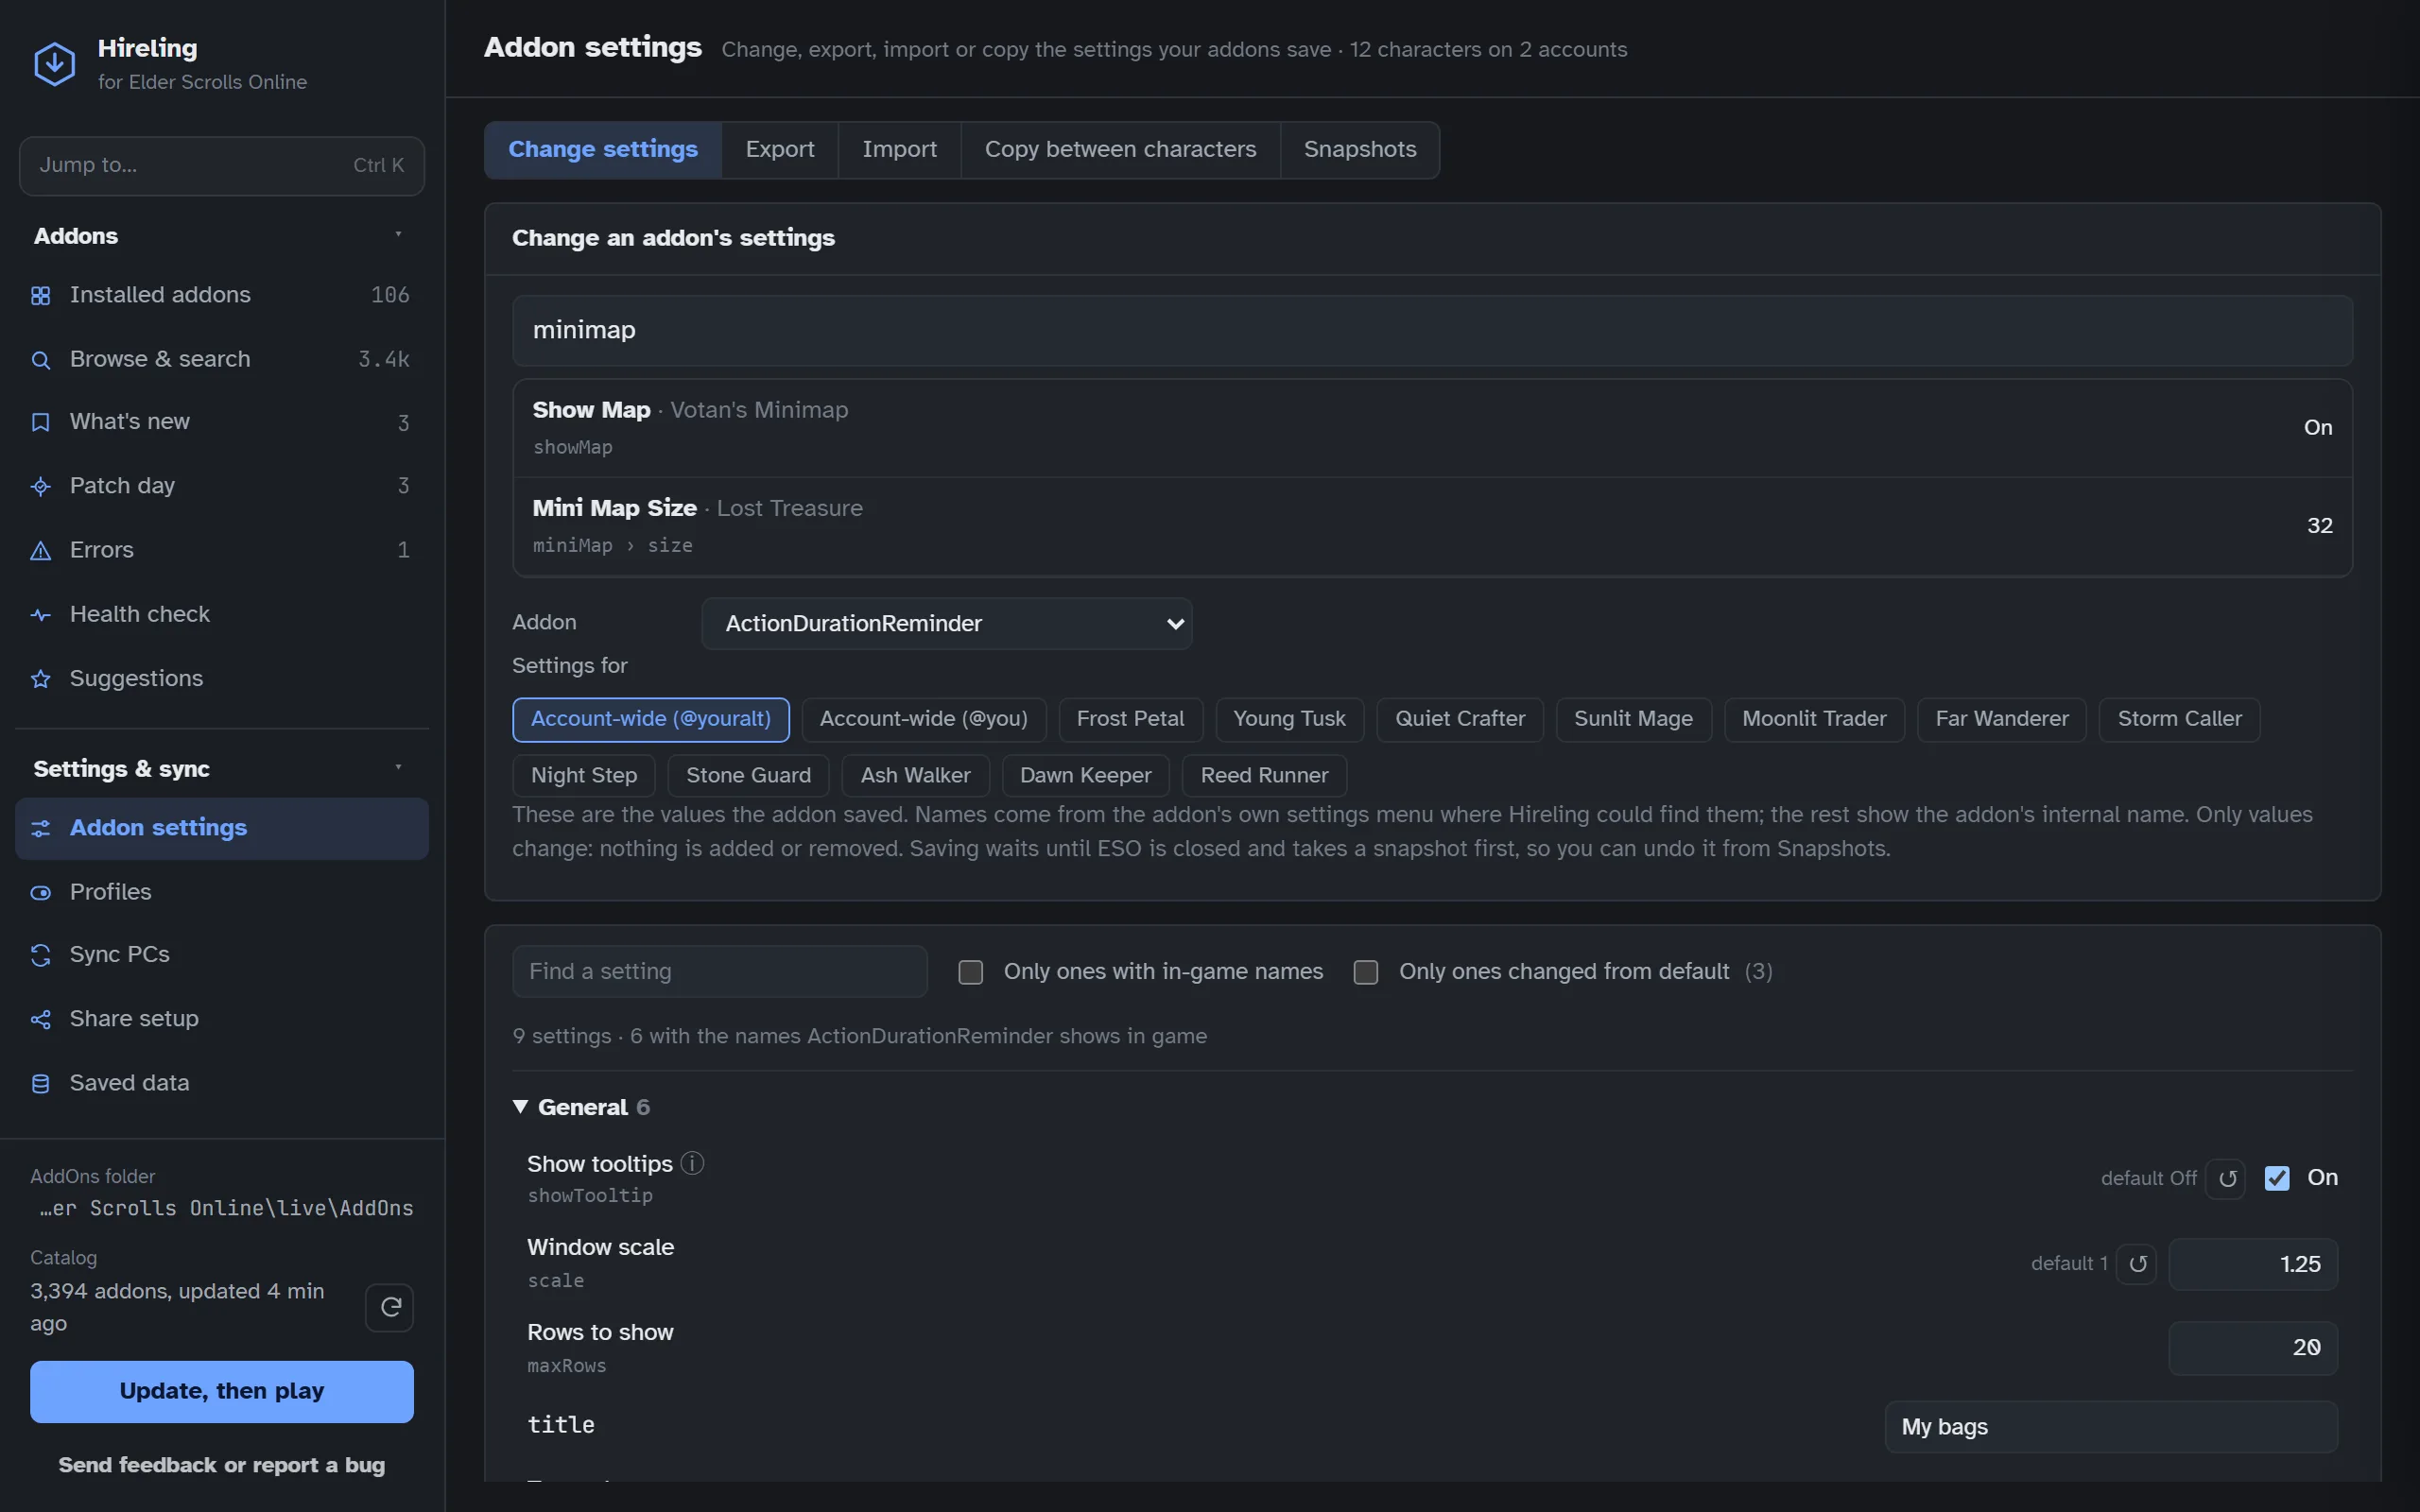 Hireling
for Elder Scrolls Online
Jump to...
Ctrl K
Addons
Installed addons 106
Browse & search 3.4k
What's new 3
Patch day 3
Errors 1
Health check
Suggestions
Settings & sync
Addon settings
Profiles
Sync PCs
Share setup
Saved data
AddOns folder
…er Scrolls Online\live\AddOns
Catalog
3,394 addons, updated 4 min
ago
Update, then play
Send feedback or report a bug
Addon settings Change, export, import or copy the settings your addons save · 12 characters on 2 accounts
Change settings Export Import Copy between characters Snapshots
Change an addon's settings
minimap
Show Map · Votan's Minimap
showMap
On
Mini Map Size · Lost Treasure
miniMap › size
32
Addon ActionDurationReminder
Settings for
Account-wide (@youralt) Account-wide (@you) Frost Petal Young Tusk Quiet Crafter Sunlit Mage Moonlit Trader Far Wanderer Storm Caller
Night Step Stone Guard Ash Walker Dawn Keeper Reed Runner
These are the values the addon saved. Names come from the addon's own settings menu where Hireling could find them; the rest show the addon's internal name. Only values
change: nothing is added or removed. Saving waits until ESO is closed and takes a snapshot first, so you can undo it from Snapshots.
Find a setting Only ones with in-game names Only ones changed from default (3)
9 settings · 6 with the names ActionDurationReminder shows in game
General 6
Show tooltips
showTooltip
default Off On
Window scale
scale
default 1 1.25
Rows to show
maxRows
20
title My bags